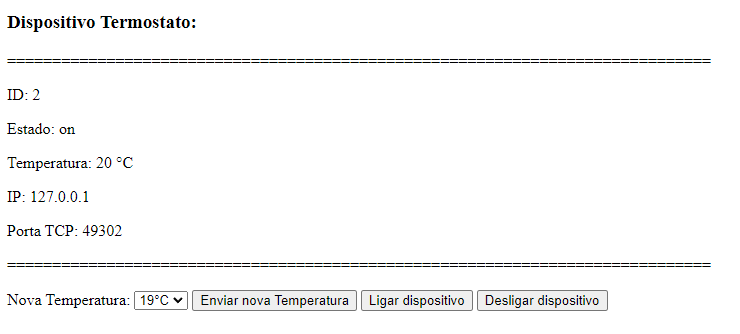 Dispositivo Termostato:
==============================================================================
ID: 2
Estado: on
Temperatura: 20 °C
IP: 127.0.0.1
Porta TCP: 49302
==============================================================================
Nova Temperatura: 19°C Enviar nova Temperatura Ligar dispositivo Desligar dispositivo